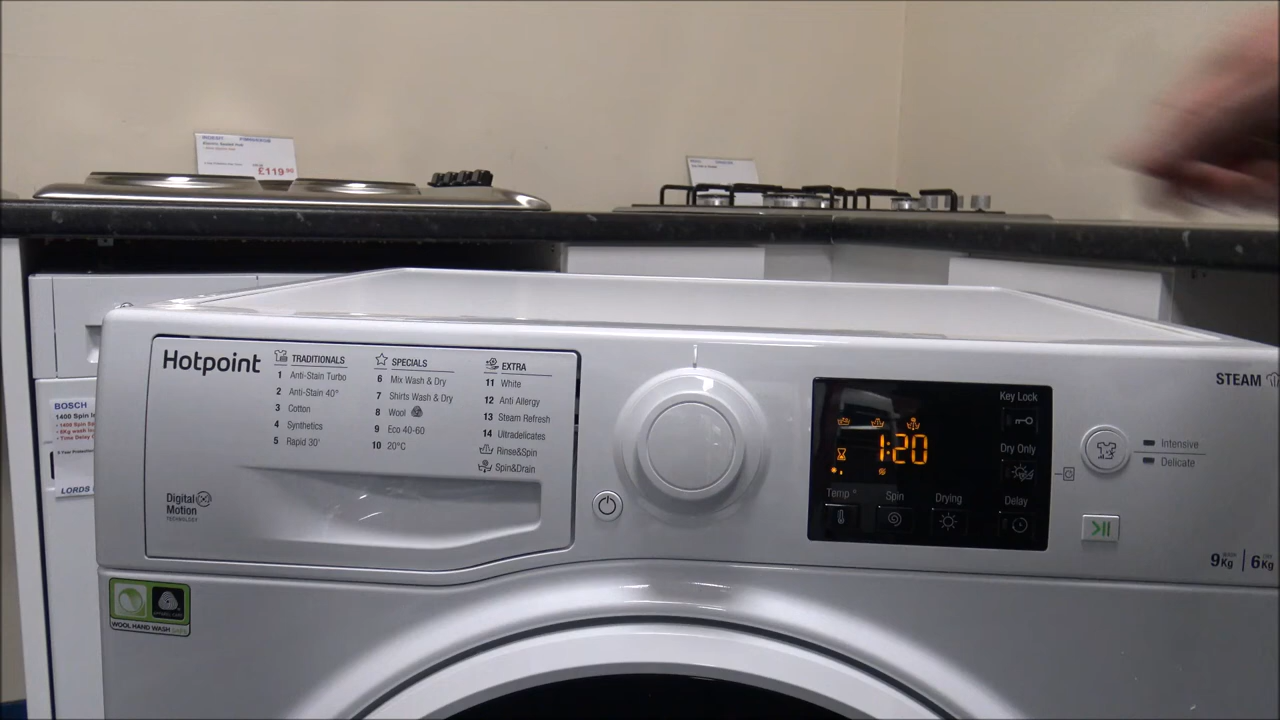 £119.95
Hotpoint
TRADITIONALS
1 Anti-Stain Turbo
2 Anti-Stain 40°
3 Cotton
4 Synthetics
5 Rapid 30'
SPECIALS
6 Mix Wash & Dry
7 Shirts Wash & Dry
8 Wool
9 Eco 40-60
10 20°C
EXTRA
11 White
12 Anti Allergy
13 Steam Refresh
14 Ultradelicates
Rinse&Spin
Spin&Drain
Digital
Motion
TECHNOLOGY
1:20
Key Lock
Dry Only
Temp°
Spin
Drying
Delay
Intensive
Delicate
STEAM
9Kg | 6Kg
BOSCH
1400 Spin
LORDS
WOOL HAND WASH SAFE